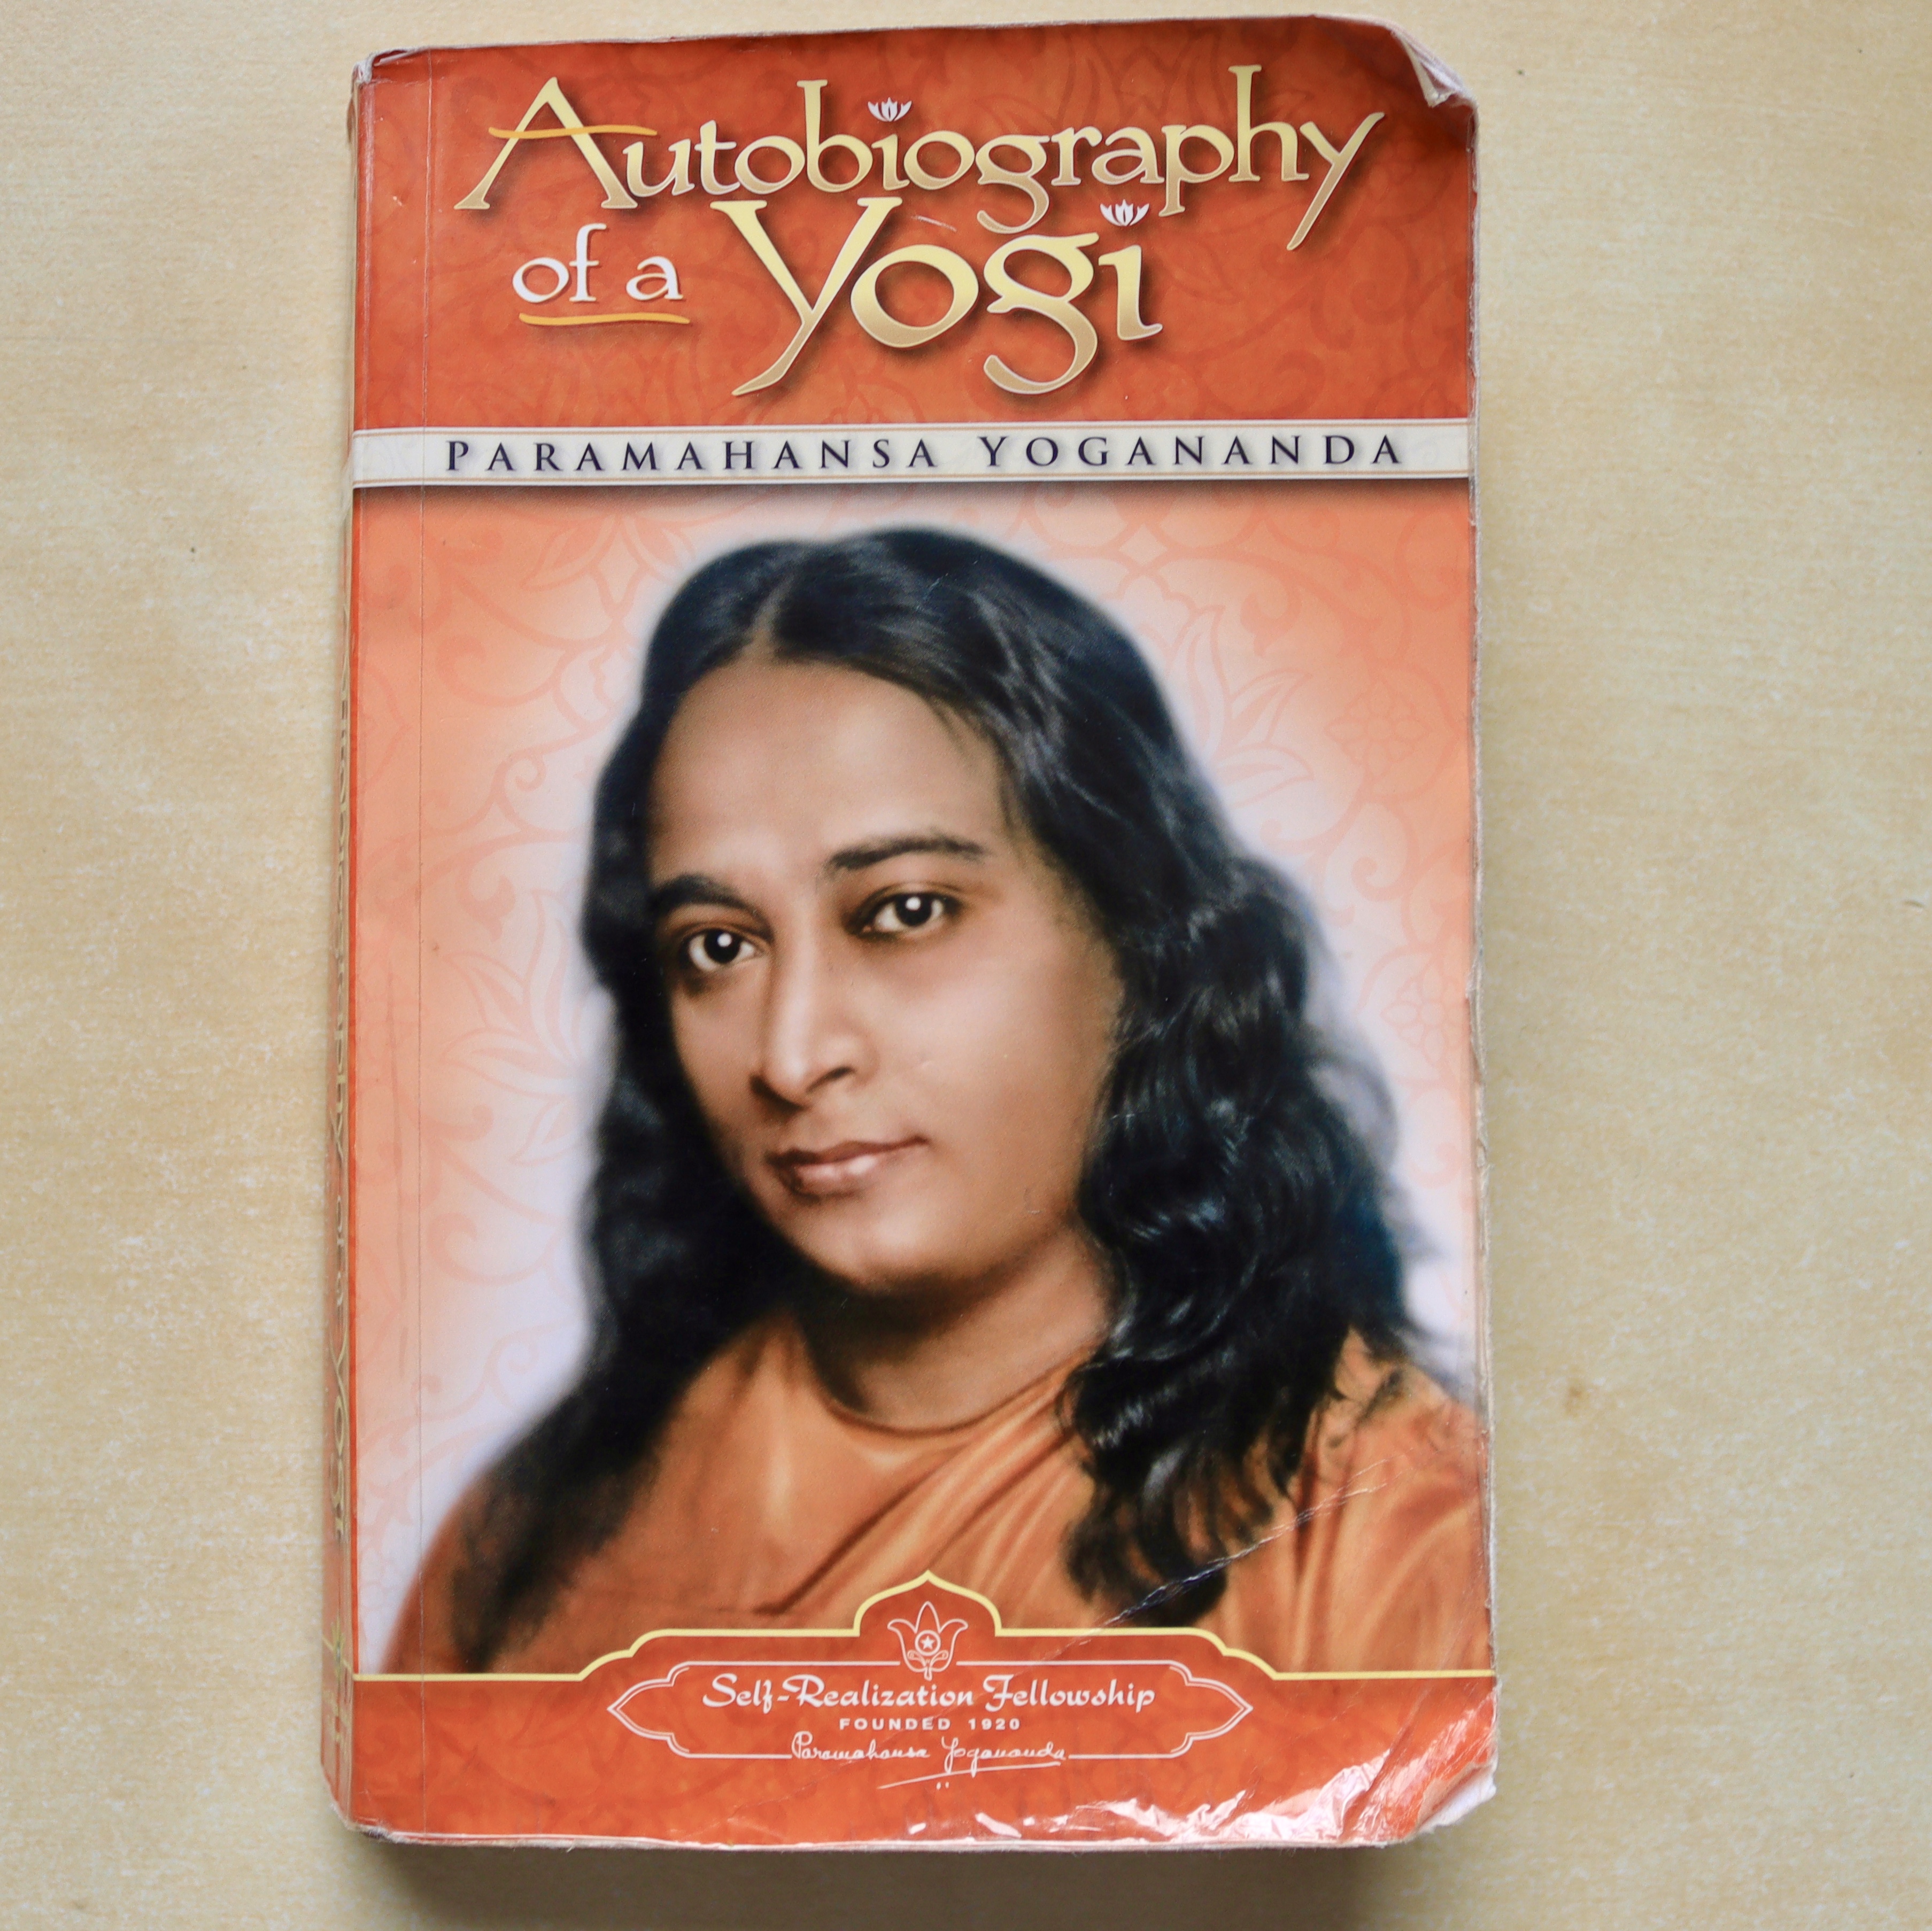 Autobiography
of a Yogi
PARAMAHANSA YOGANANDA
Self-Realization Fellowship
FOUNDED 1920
Paramahansa Yogananda